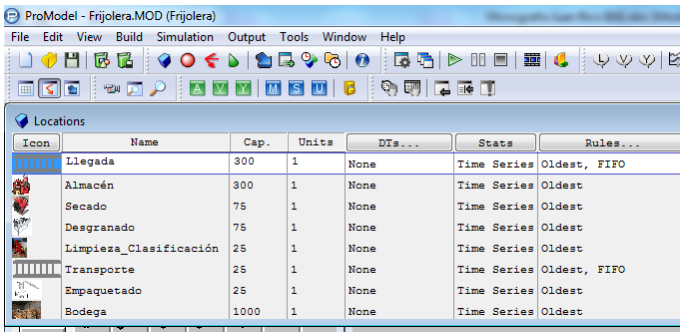 ProModel - Frijolera.MOD (Frijolera)
File Edit View Build Simulation Output Tools Window Help
A V Y M S U B
Locations
Icon Name Cap. Units DTs... Stats Rules...
Llegada 300 1 None Time Series Oldest, FIFO
Almacén 300 1 None Time Series Oldest
Secado 75 1 None Time Series Oldest
Desgranado 75 1 None Time Series Oldest
Limpieza_Clasificación 25 1 None Time Series Oldest
Transporte 25 1 None Time Series Oldest, FIFO
Empaquetado 25 1 None Time Series Oldest
Bodega 1000 1 None Time Series Oldest